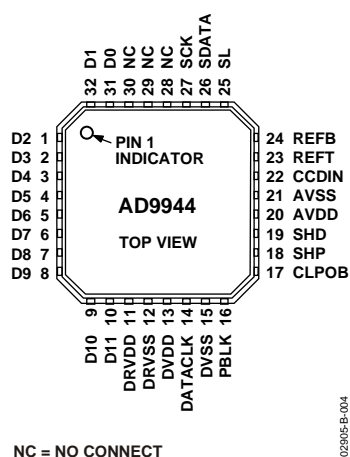 32 D1
31 D0
30 NC
29 NC
28 NC
27 SCK
26 SDATA
25 SL
D2 1
D3 2
D4 3
D5 4
D6 5
D7 6
D8 7
D9 8
PIN 1
INDICATOR
AD9944
TOP VIEW
24 REFB
23 REFT
22 CCDIN
21 AVSS
20 AVDD
19 SHD
18 SHP
17 CLPOB
D10 9
D11 10
DRVDD 11
DRVSS 12
DVDD 13
DATACLK 14
DVSS 15
PBLK 16
NC = NO CONNECT
02905-B-004